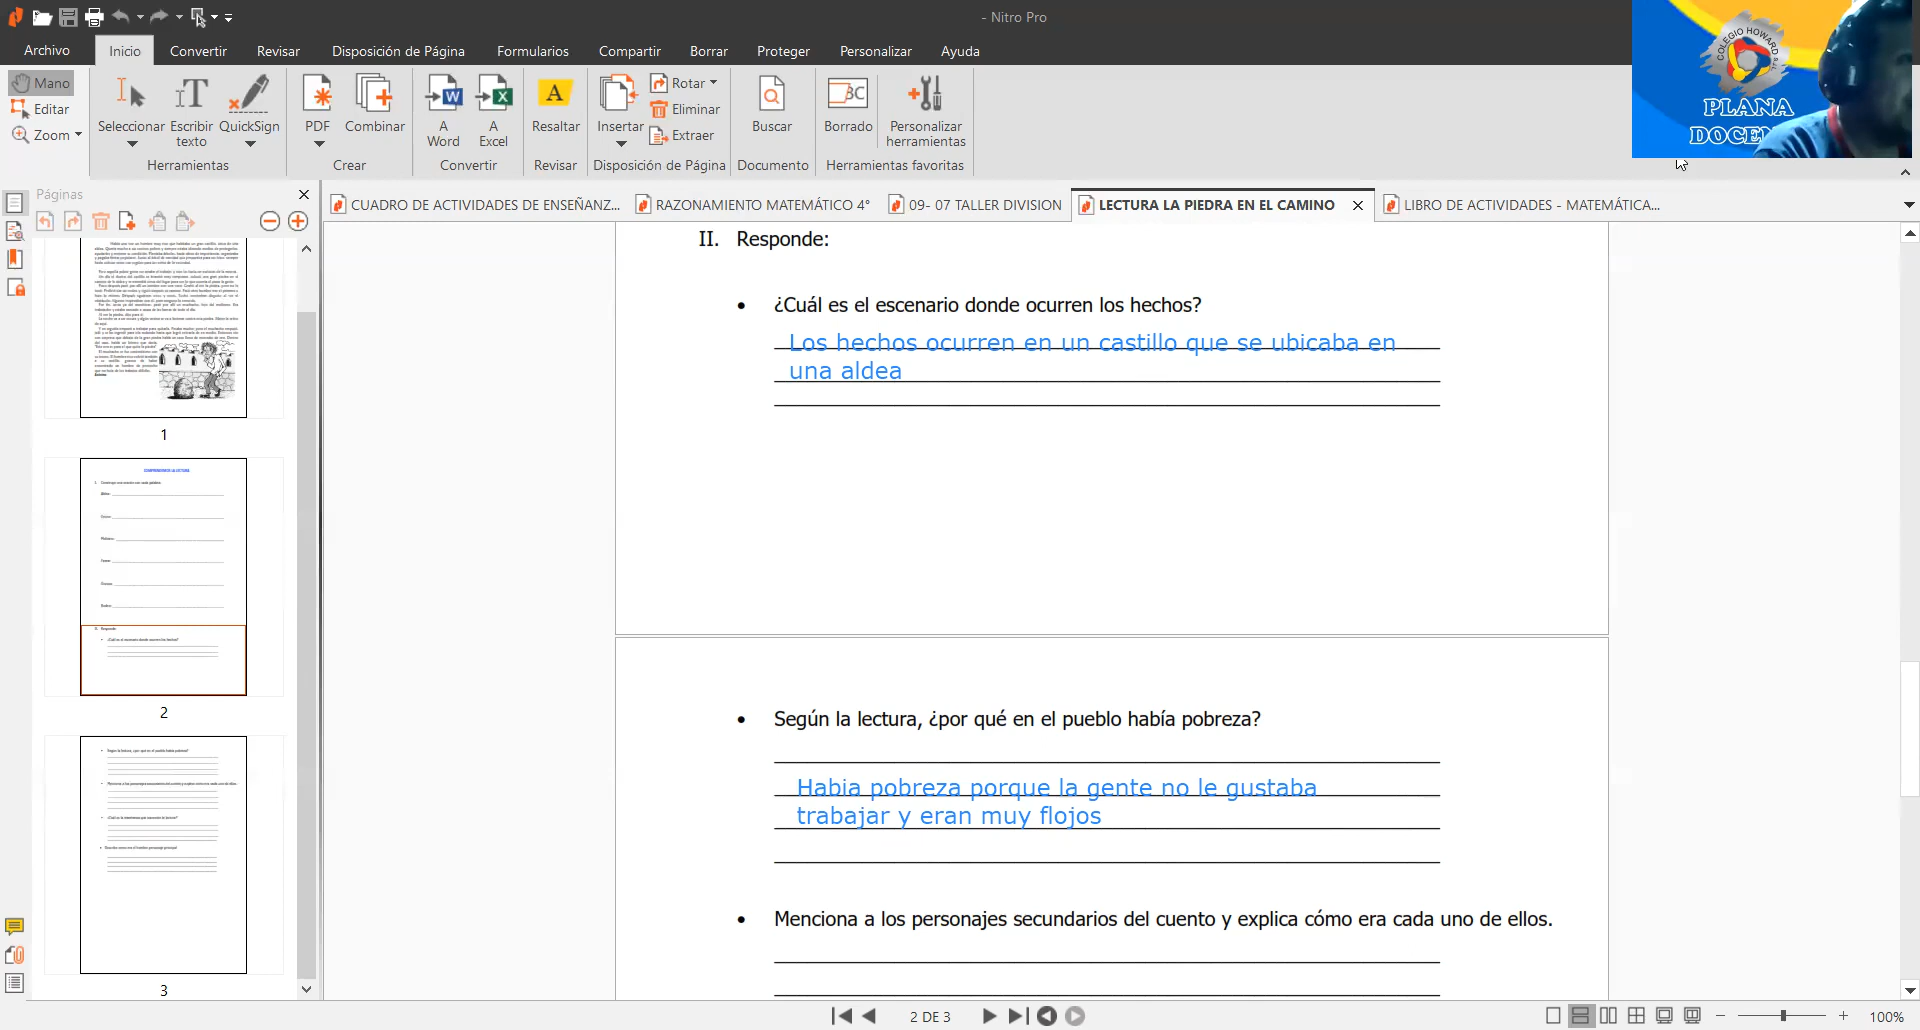 - Nitro Pro
Archivo
Inicio
Convertir
Revisar
Disposición de Página
Formularios
Compartir
Borrar
Proteger
Personalizar
Ayuda
Mano
Editar
Zoom
Seleccionar
Escribir
texto
QuickSign
Herramientas
PDF
Combinar
Crear
A
Word
A
Excel
Convertir
Resaltar
Revisar
Insertar
Rotar
Eliminar
Extraer
Disposición de Página
Buscar
Documento
Borrado
Personalizar
herramientas
Herramientas favoritas
COLEGIO HOWARD
PLANA
Páginas
CUADRO DE ACTIVIDADES DE ENSEÑANZ...
RAZONAMIENTO MATEMÁTICO 4°
09- 07 TALLER DIVISION
LECTURA LA PIEDRA EN EL CAMINO
LIBRO DE ACTIVIDADES - MATEMÁTICA...
1
COMPRENDEMOS LA LECTURA
2
3
II. Responde:
• ¿Cuál es el escenario donde ocurren los hechos?
Los hechos ocurren en un castillo que se ubicaba en
una aldea
• Según la lectura, ¿por qué en el pueblo había pobreza?
Habia pobreza porque la gente no le gustaba
trabajar y eran muy flojos
• Menciona a los personajes secundarios del cuento y explica cómo era cada uno de ellos.
2 DE 3
100%